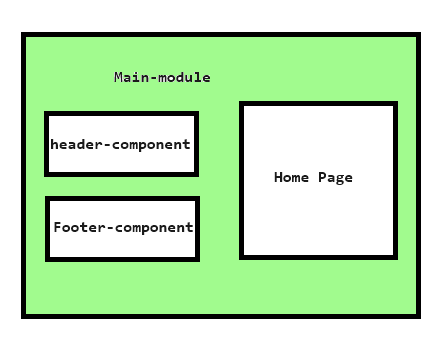 Main-module
header-component
Footer-component
Home Page